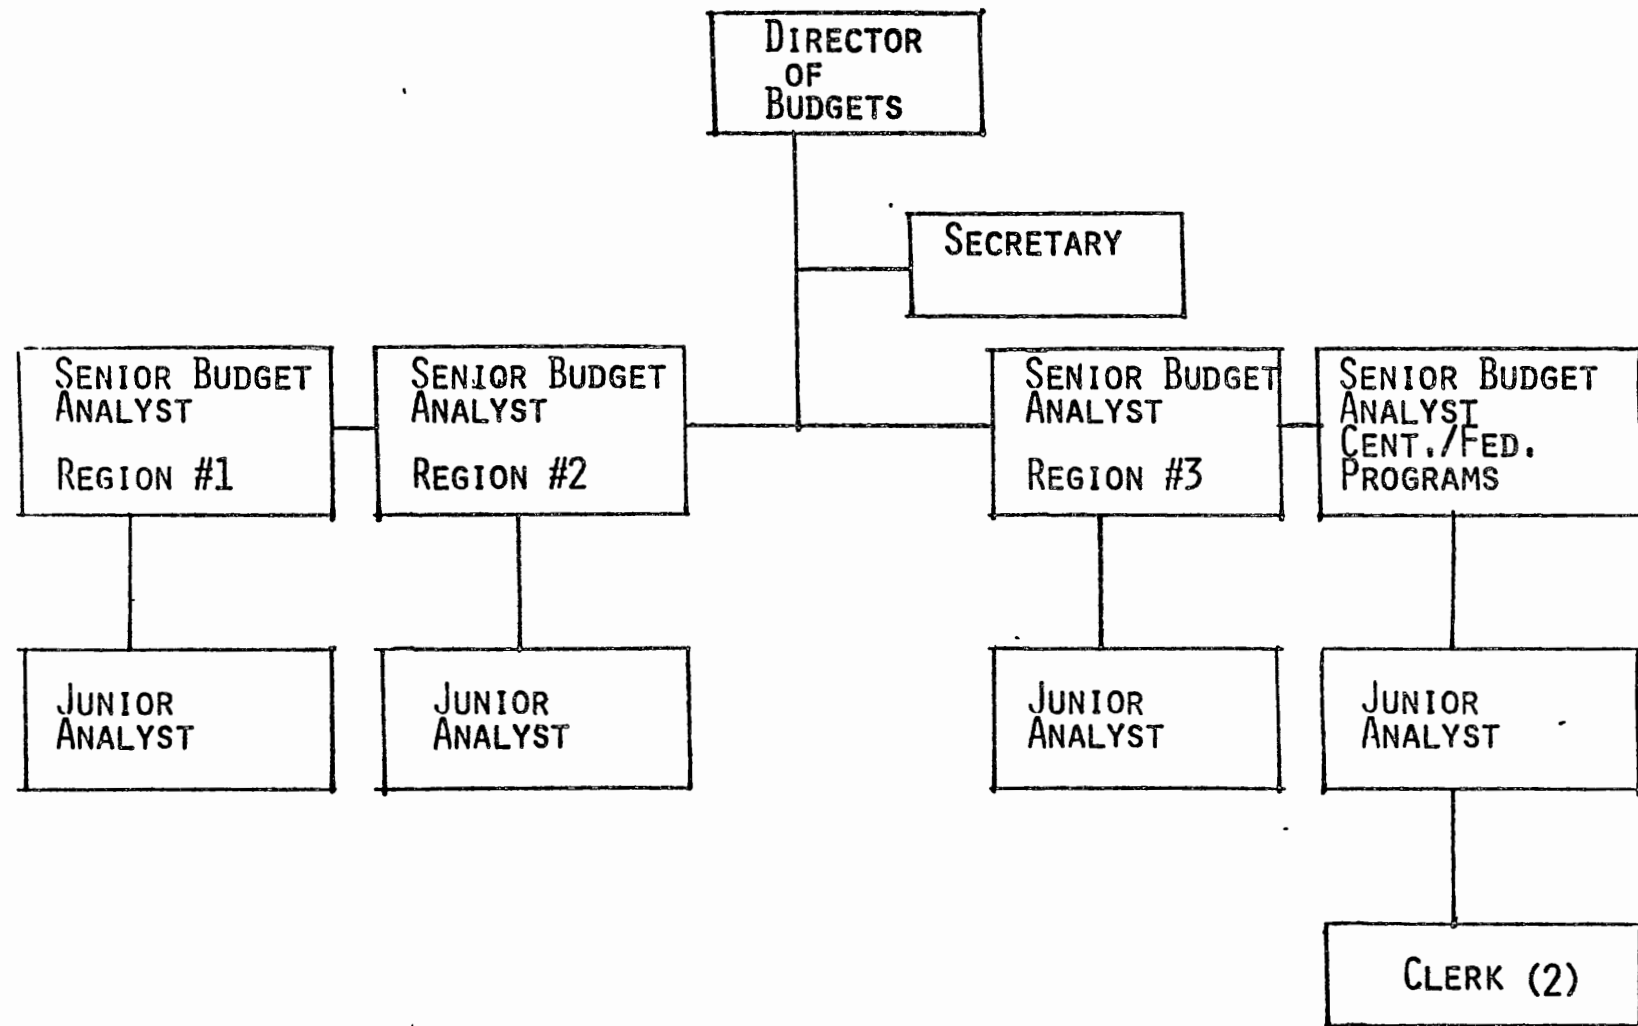 DIRECTOR
OF
BUDGETS
SECRETARY
SENIOR BUDGET
ANALYST
REGION #1
SENIOR BUDGET
ANALYST
REGION #2
SENIOR BUDGET
ANALYST
REGION #3
SENIOR BUDGET
ANALYST
CENT./FED.
PROGRAMS
JUNIOR
ANALYST
JUNIOR
ANALYST
JUNIOR
ANALYST
JUNIOR
ANALYST
CLERK (2)